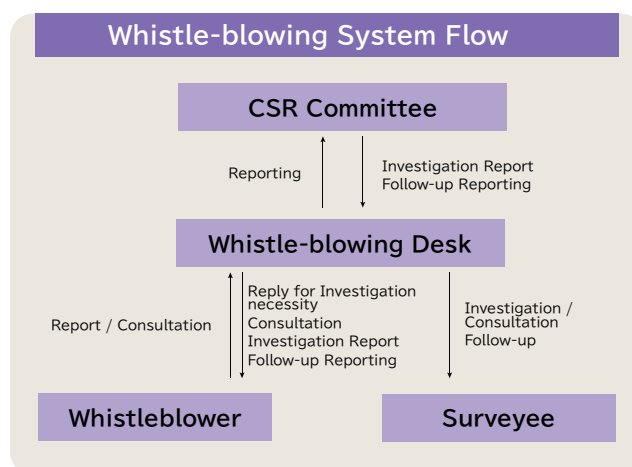 Whistle-blowing System Flow
CSR Committee
Reporting
Investigation Report
Follow-up Reporting
Whistle-blowing Desk
Report / Consultation
Reply for Investigation
necessity
Consultation
Investigation Report
Follow-up Reporting
Investigation /
Consultation
Follow-up
Whistleblower
Surveyee